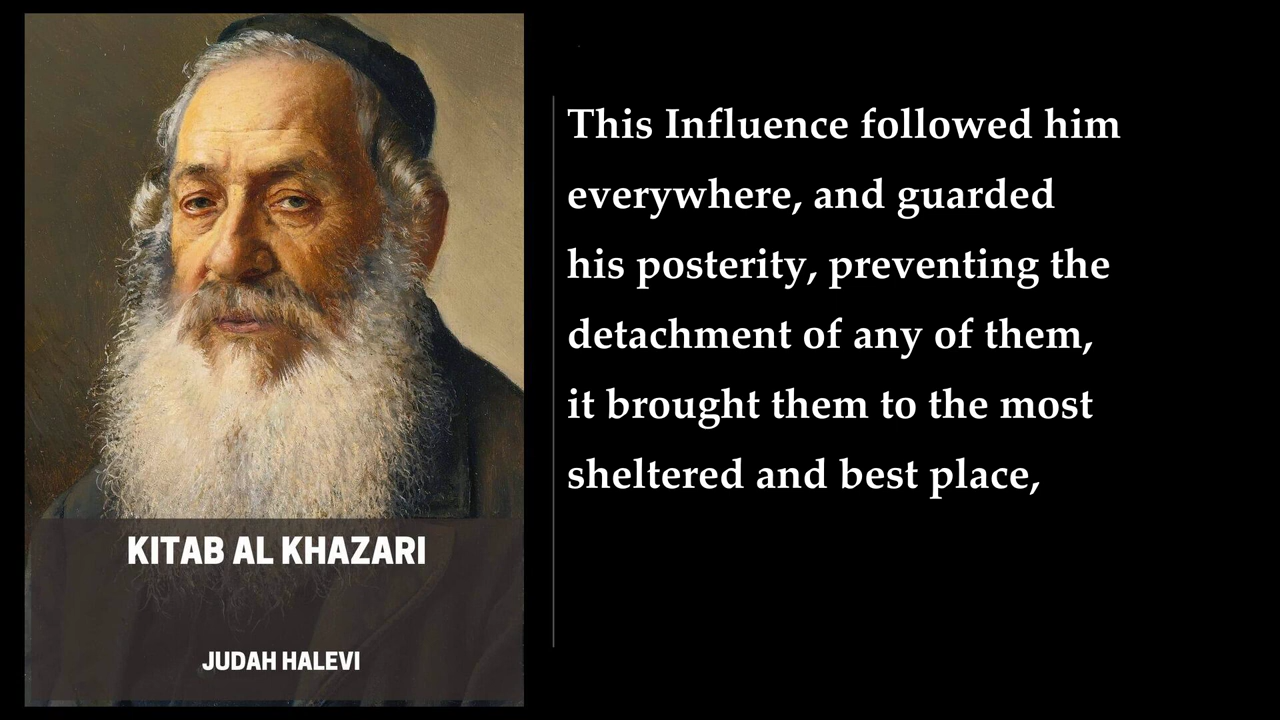 KITAB AL KHAZARI
JUDAH HALEVI
This Influence followed him
everywhere, and guarded
his posterity, preventing the
detachment of any of them,
it brought them to the most
sheltered and best place,